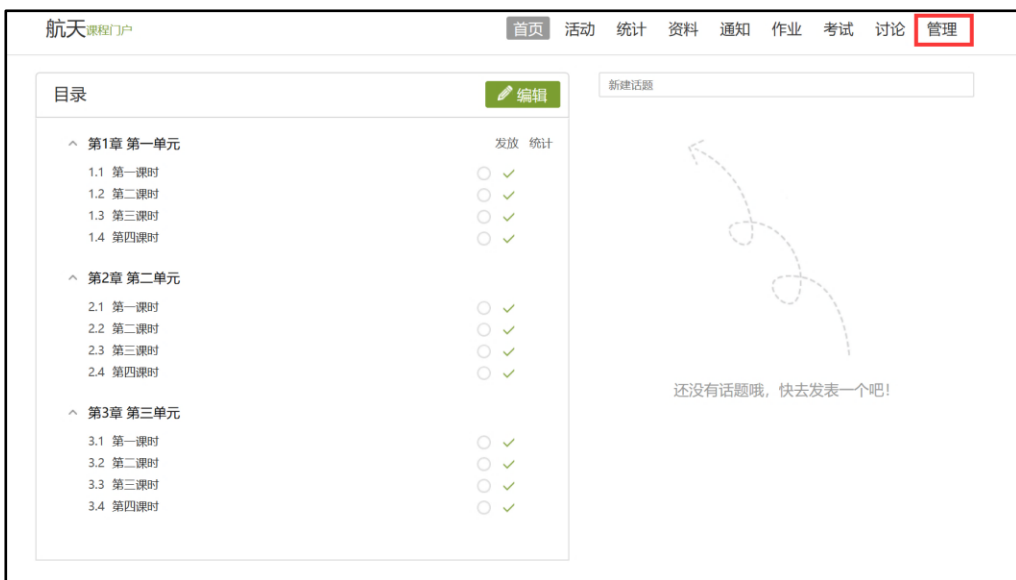 航天课程门户 首页 活动 统计 资料 通知 作业 考试 讨论 管理
目录 编辑
第1章 第一单元 发放 统计
1.1 第一课时
1.2 第二课时
1.3 第三课时
1.4 第四课时
第2章 第二单元
2.1 第一课时
2.2 第二课时
2.3 第三课时
2.4 第四课时
第3章 第三单元
3.1 第一课时
3.2 第二课时
3.3 第三课时
3.4 第四课时
新建话题
还没有话题哦，快去发表一个吧！